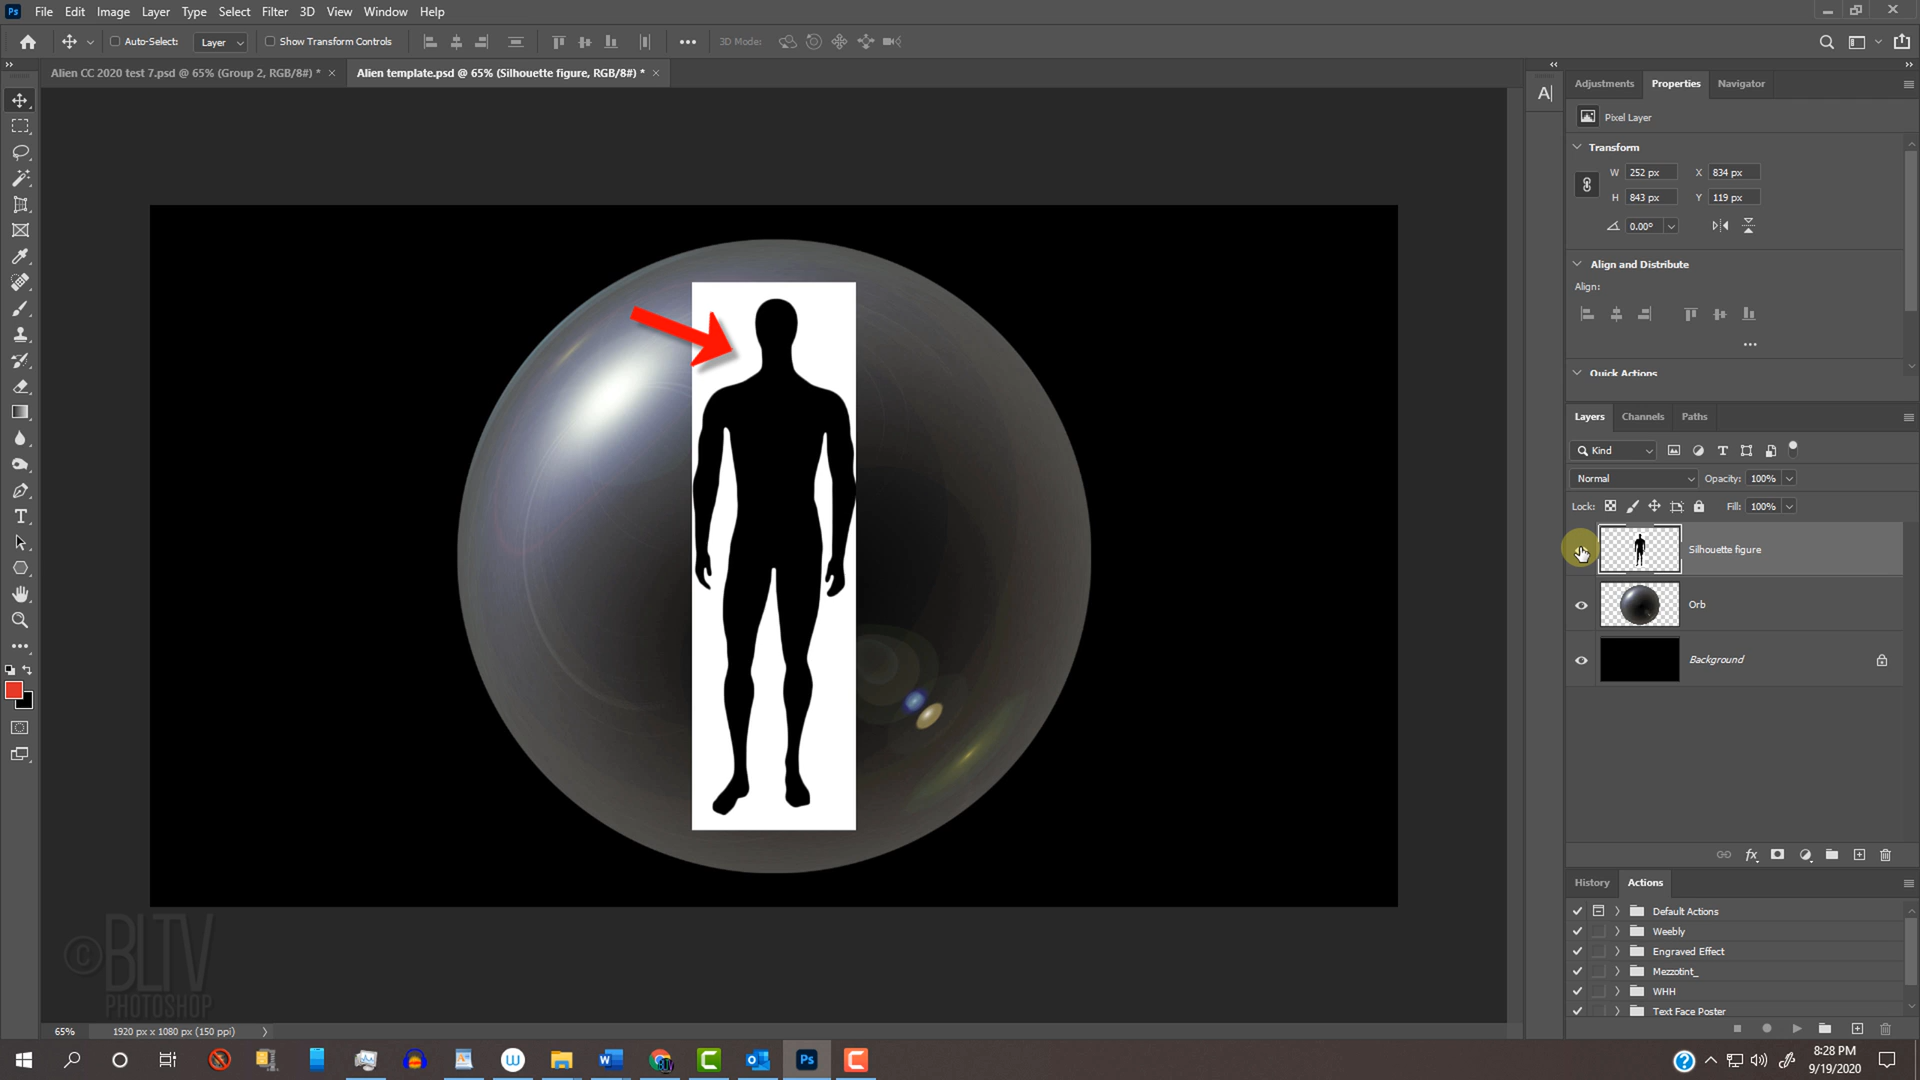 Ps File Edit Image Layer Type Select Filter 3D View Window Help
Auto-Select: Layer Show Transform Controls 3D Mode:
Alien CC 2020 test 7.psd @ 65% (Group 2, RGB/8#) * × Alien template.psd @ 65% (Silhouette figure, RGB/8#) * ×
Adjustments Properties Navigator
Pixel Layer
Transform
W 252 px X 834 px
H 843 px Y 119 px
0.00°
Align and Distribute
Align:
Quick Actions
Layers Channels Paths
Kind
Normal Opacity: 100%
Lock: Fill: 100%
Silhouette figure
Orb
Background
fx
History Actions
Default Actions
Weebly
Engraved Effect
Mezzotint_
WHH
Text Face Poster
© BLTV
PHOTOSHOP
65% 1920 px x 1080 px (150 ppi)
8:28 PM
9/19/2020